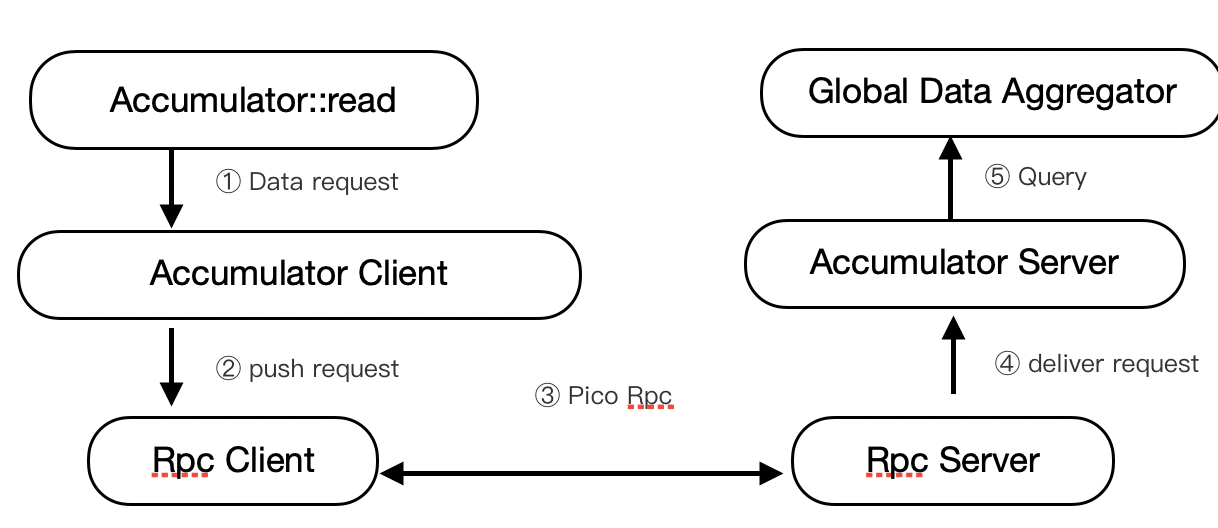 Accumulator::read
① Data request
Accumulator Client
② push request
Rpc Client
③ Pico Rpc
Global Data Aggregator
⑤ Query
Accumulator Server
④ deliver request
Rpc Server